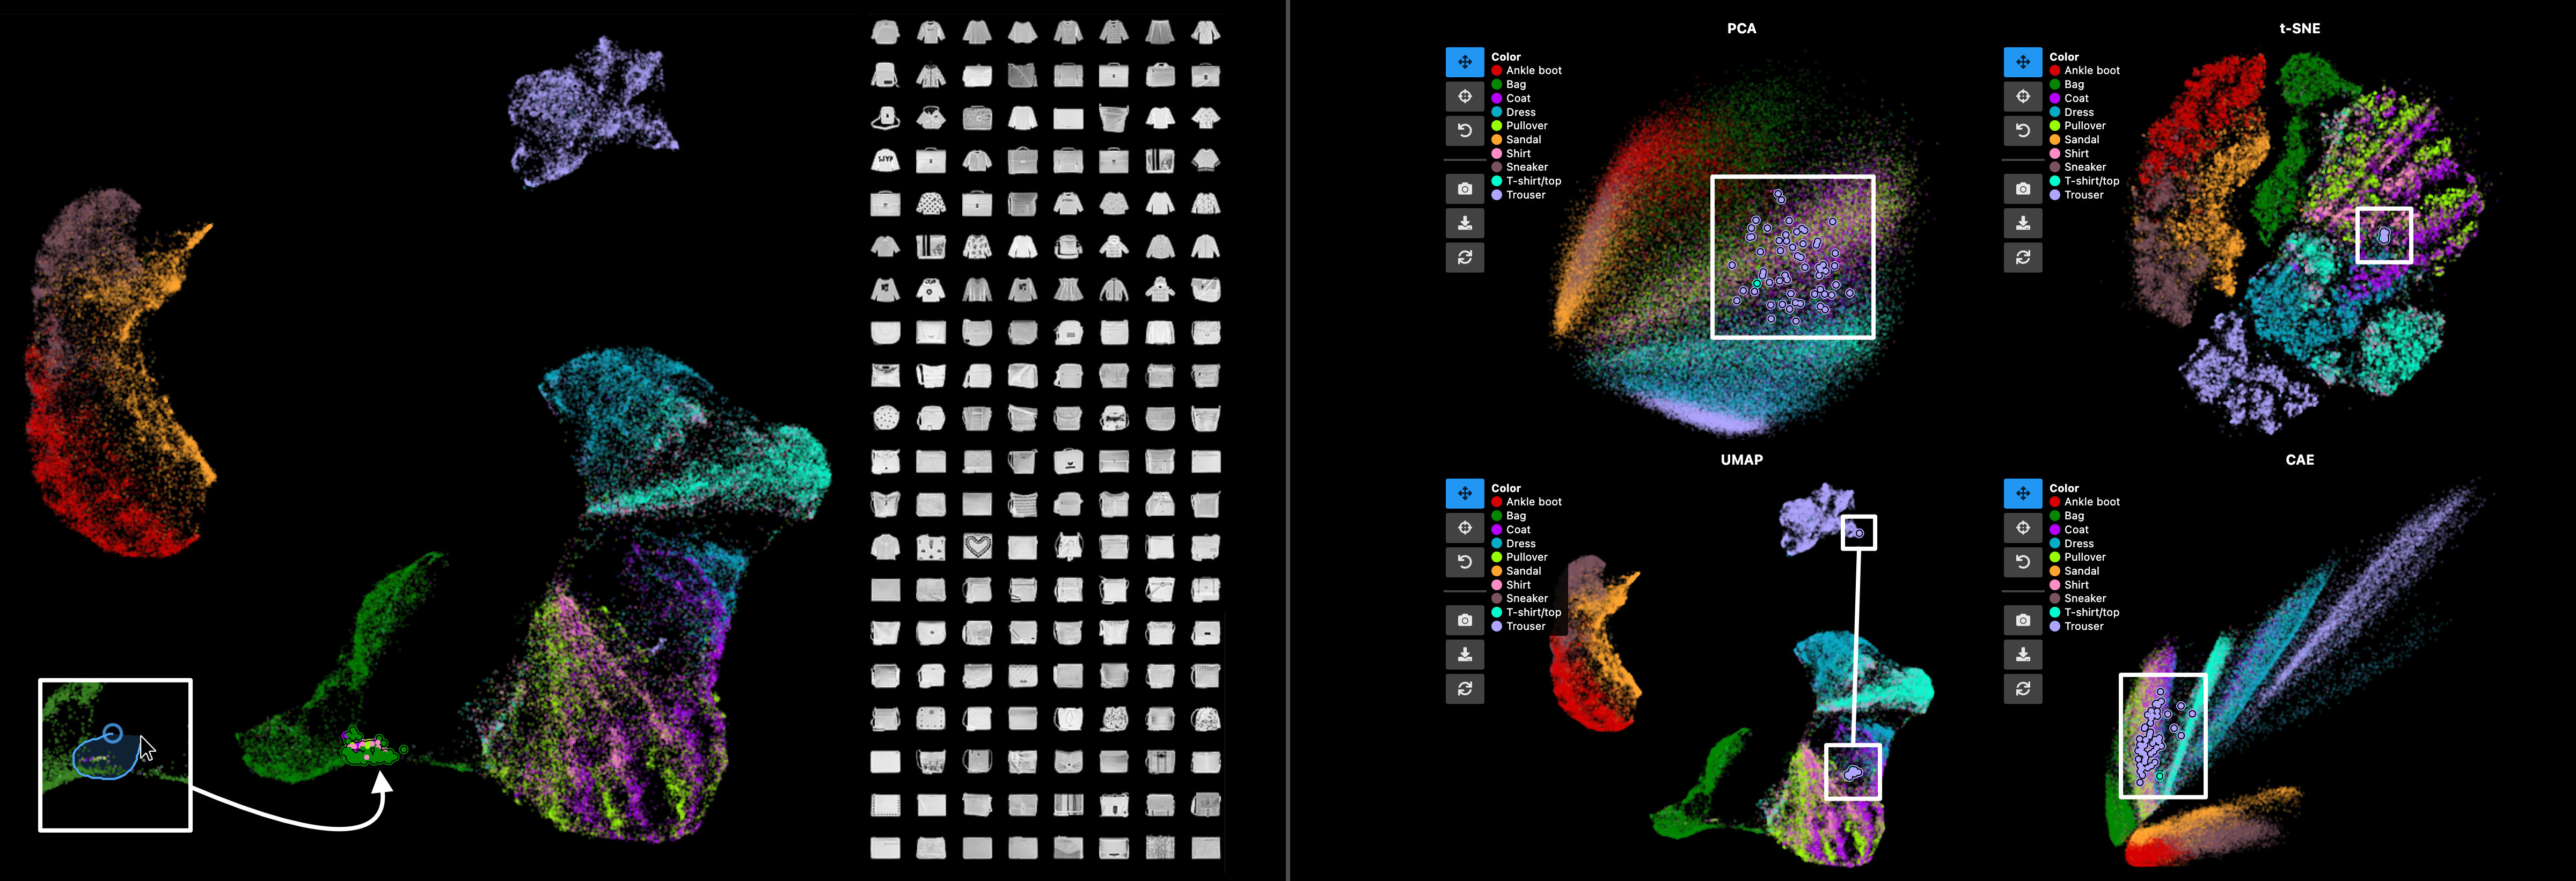 SJYP
PCA
Color
Ankle boot
Bag
Coat
Dress
Pullover
Sandal
Shirt
Sneaker
T-shirt/top
Trouser
t-SNE
Color
Ankle boot
Bag
Coat
Dress
Pullover
Sandal
Shirt
Sneaker
T-shirt/top
Trouser
UMAP
Color
Ankle boot
Bag
Coat
Dress
Pullover
Sandal
Shirt
Sneaker
T-shirt/top
Trouser
CAE
Color
Ankle boot
Bag
Coat
Dress
Pullover
Sandal
Shirt
Sneaker
T-shirt/top
Trouser